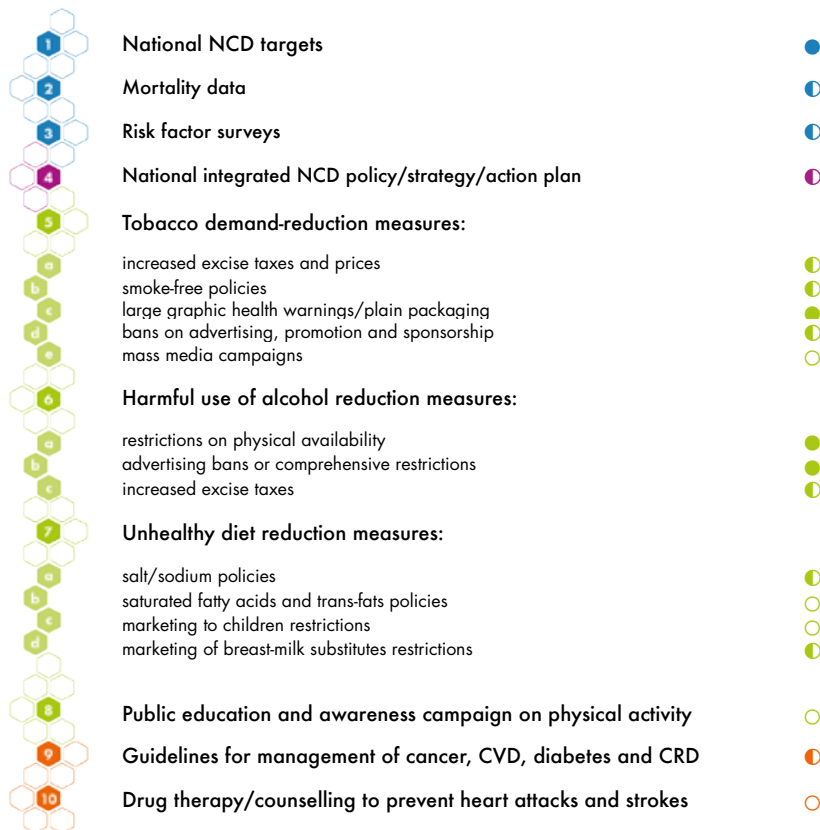 1 National NCD targets
2 Mortality data
3 Risk factor surveys
4 National integrated NCD policy/strategy/action plan
5 Tobacco demand-reduction measures:
a increased excise taxes and prices
b smoke-free policies
c large graphic health warnings/plain packaging
d bans on advertising, promotion and sponsorship
e mass media campaigns
6 Harmful use of alcohol reduction measures:
a restrictions on physical availability
b advertising bans or comprehensive restrictions
c increased excise taxes
7 Unhealthy diet reduction measures:
a salt/sodium policies
b saturated fatty acids and trans-fats policies
c marketing to children restrictions
d marketing of breast-milk substitutes restrictions
8 Public education and awareness campaign on physical activity
9 Guidelines for management of cancer, CVD, diabetes and CRD
10 Drug therapy/counselling to prevent heart attacks and strokes